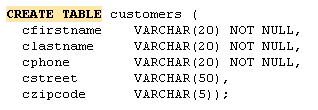 CREATE TABLE customers (
cfirstname VARCHAR(20) NOT NULL,
clastname VARCHAR(20) NOT NULL,
cphone VARCHAR(20) NOT NULL,
cstreet VARCHAR(50),
czipcode VARCHAR(5));